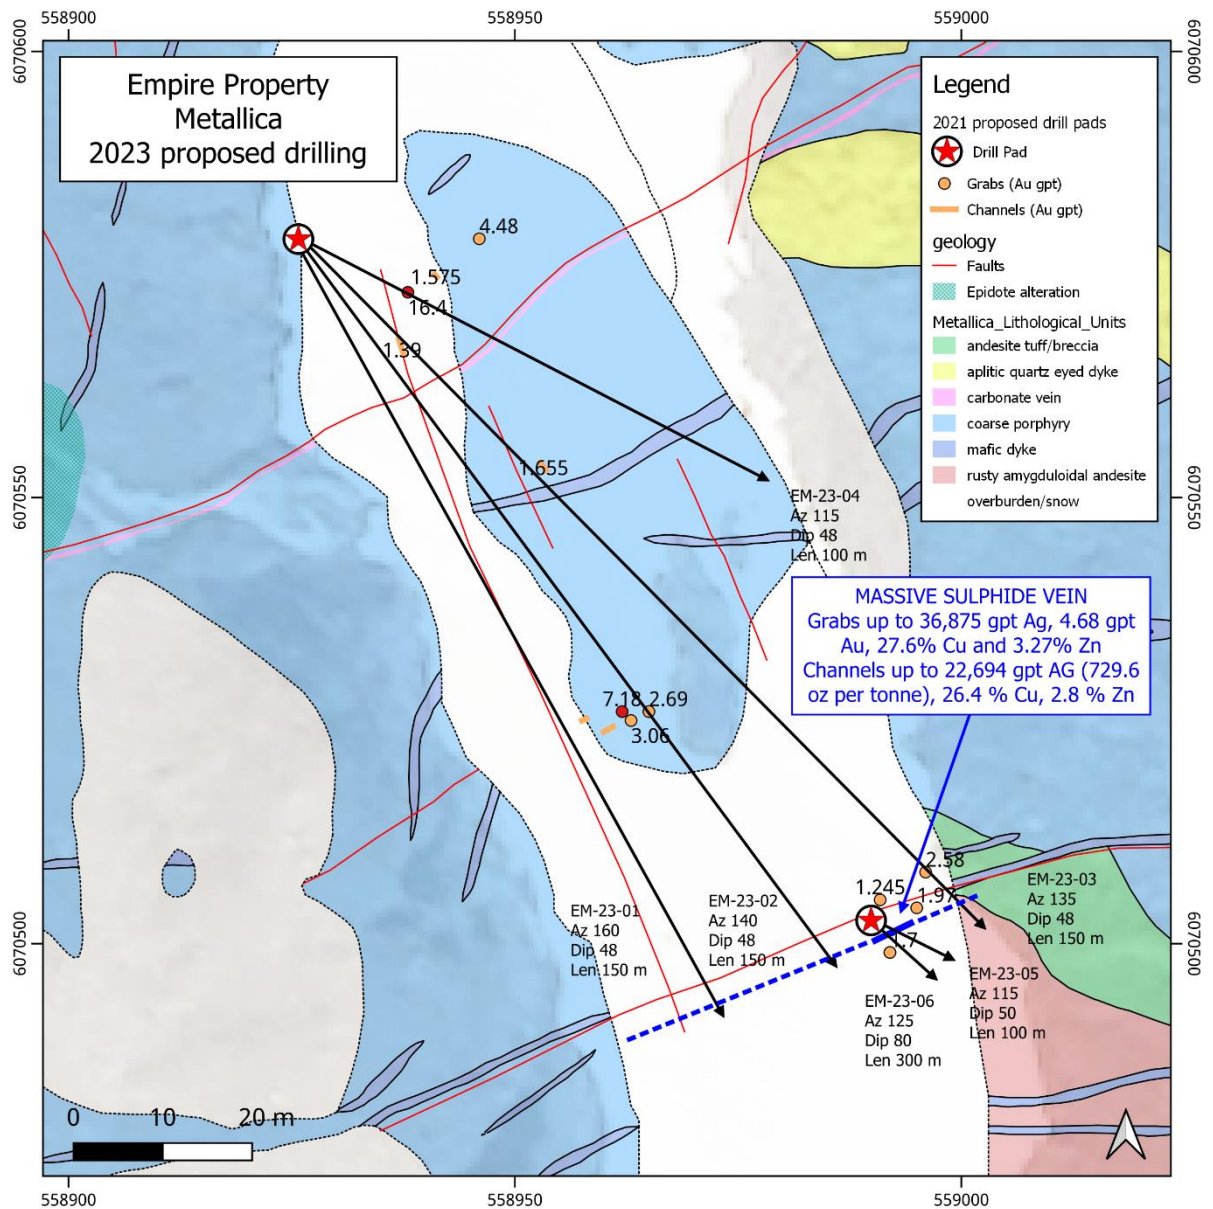 558900
558950
559000
6070600
6070600
Empire Property
Metallica
2023 proposed drilling
Legend
2021 proposed drill pads
Drill Pad
Grabs (Au gpt)
Channels (Au gpt)
geology
Faults
Epidote alteration
Metallica_Lithological_Units
andesite tuff/breccia
aplitic quartz eyed dyke
carbonate vein
coarse porphyry
mafic dyke
rusty amygduloidal andesite
overburden/snow
4.48
1.575
16.4
1.39
1.655
6070550
6070550
EM-23-04
Az 115
Dip 48
Len 100 m
MASSIVE SULPHIDE VEIN
Grabs up to 36,875 gpt Ag, 4.68 gpt
Au, 27.6% Cu and 3.27% Zn
Channels up to 22,694 gpt AG (729.6
oz per tonne), 26.4 % Cu, 2.8 % Zn
7.18
2.69
3.06
2.58
1.245
1.97
1.7
EM-23-01
Az 160
Dip 48
Len 150 m
EM-23-02
Az 140
Dip 48
Len 150 m
EM-23-03
Az 135
Dip 48
Len 150 m
6070500
6070500
EM-23-05
Az 115
Dip 50
Len 100 m
EM-23-06
Az 125
Dip 80
Len 300 m
0 10 20 m
558900
558950
559000